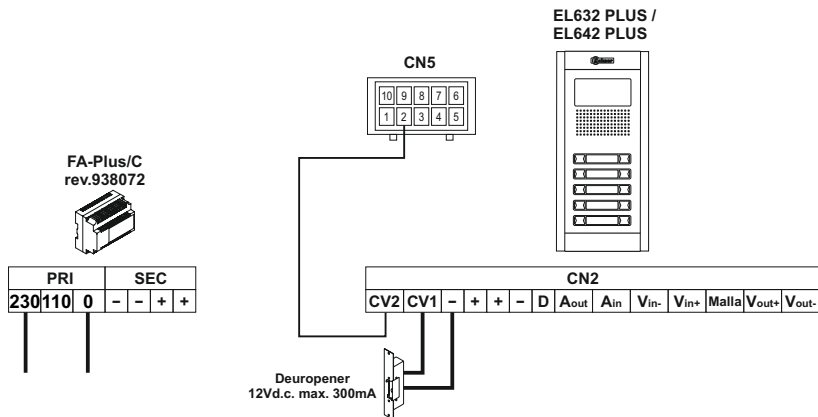 EL632 PLUS /
EL642 PLUS
CN5
10 9 8 7 6
1 2 3 4 5
FA-Plus/C
rev.938072
PRI SEC
230 110 0 – – + +
CN2
CV2 CV1 – + + – D Aout Ain Vin- Vin+ Malla Vout+ Vout-
Deuropener
12Vd.c. max. 300mA